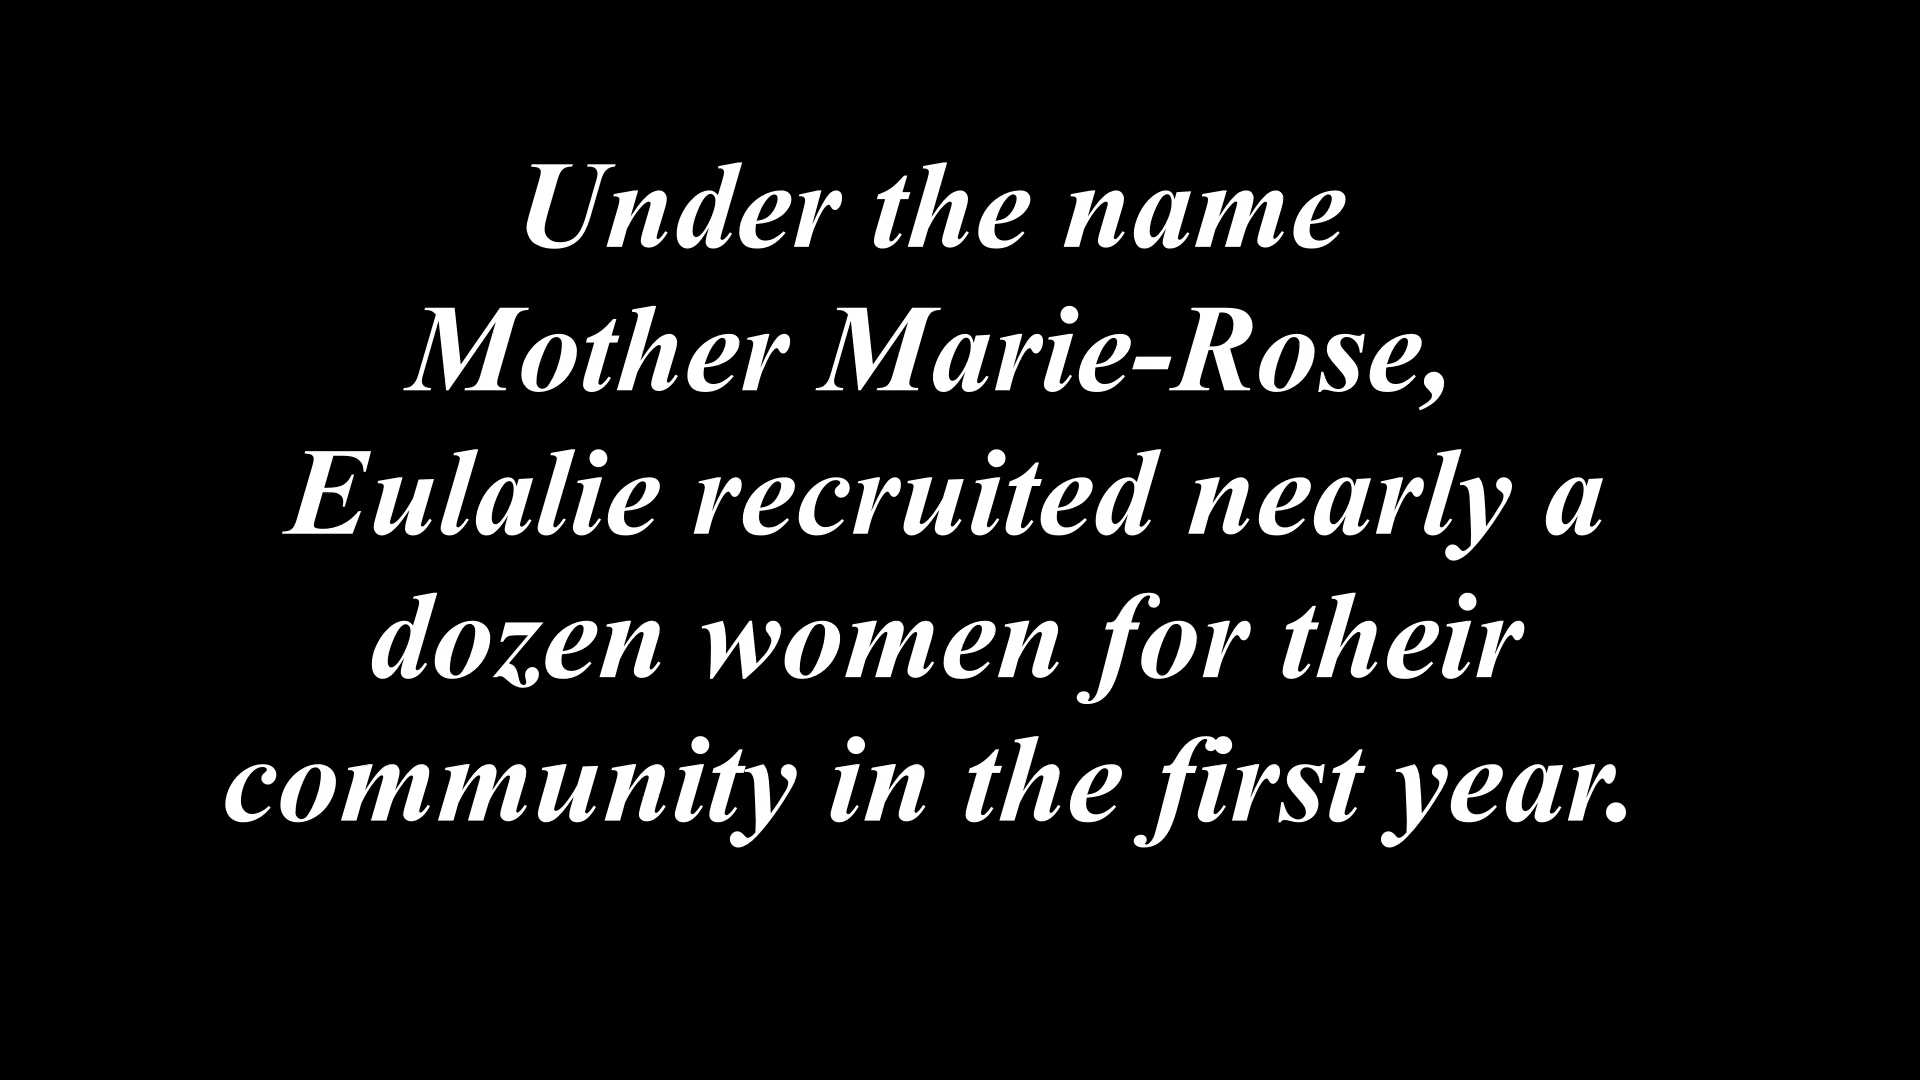 Under the name
Mother Marie-Rose,
Eulalie recruited nearly a
dozen women for their
community in the first year.